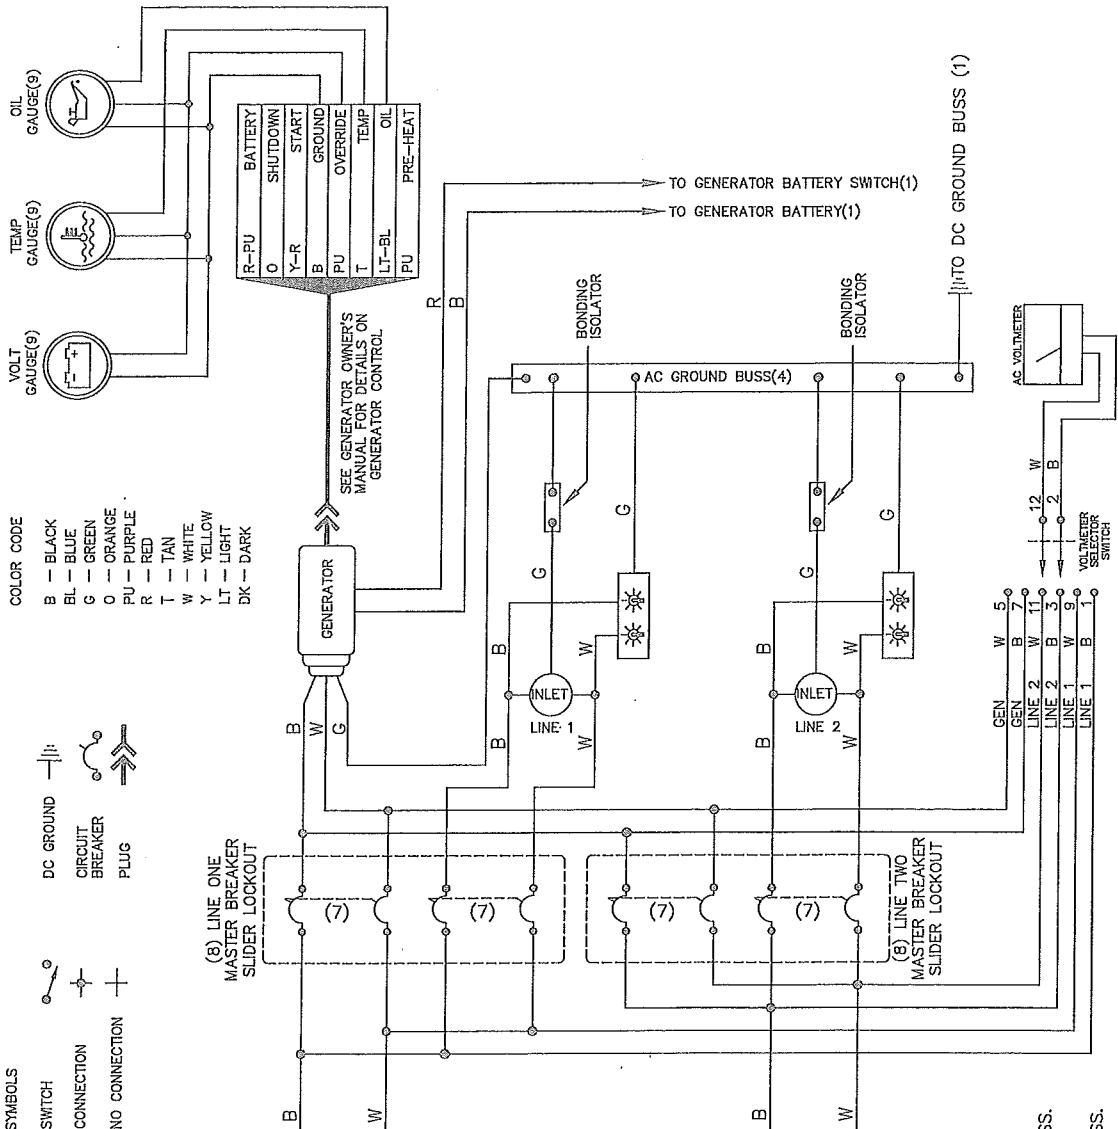 SYMBOLS
SWITCH
CONNECTION
NO CONNECTION
DC GROUND
CIRCUIT
BREAKER
PLUG
COLOR CODE
B — BLACK
BL — BLUE
G — GREEN
O — ORANGE
PU — PURPLE
R — RED
T — TAN
W — WHITE
Y — YELLOW
LT — LIGHT
DK — DARK
VOLT
GAUGE(9)
TEMP
GAUGE(9)
OIL
GAUGE(9)
R-PU BATTERY
O SHUTDOWN
Y-R START
B GROUND
PU OVERRIDE
T TEMP
LT-BL OIL
PU PRE-HEAT
SEE GENERATOR OWNER'S
MANUAL FOR DETAILS ON
GENERATOR CONTROL
GENERATOR
R
B
TO GENERATOR BATTERY SWITCH(1)
TO GENERATOR BATTERY(1)
B
W
G
AC GROUND BUSS(4)
TO DC GROUND BUSS (1)
BONDING
ISOLATOR
G
G
B
W
INLET
LINE 1
B
W
BONDING
ISOLATOR
G
G
B
W
INLET
LINE 2
B
W
(8) LINE ONE
MASTER BREAKER
SLIDER LOCKOUT
(7)
(7)
(8) LINE TWO
MASTER BREAKER
SLIDER LOCKOUT
(7)
(7)
B
W
B
W
GEN W 5
GEN B 7
LINE 2 W 11
LINE 2 B 3
LINE 1 W 9
LINE 1 B 1
VOLTMETER
SELECTOR
SWITCH
12 W
2 B
AC VOLTMETER
SS.
SS.